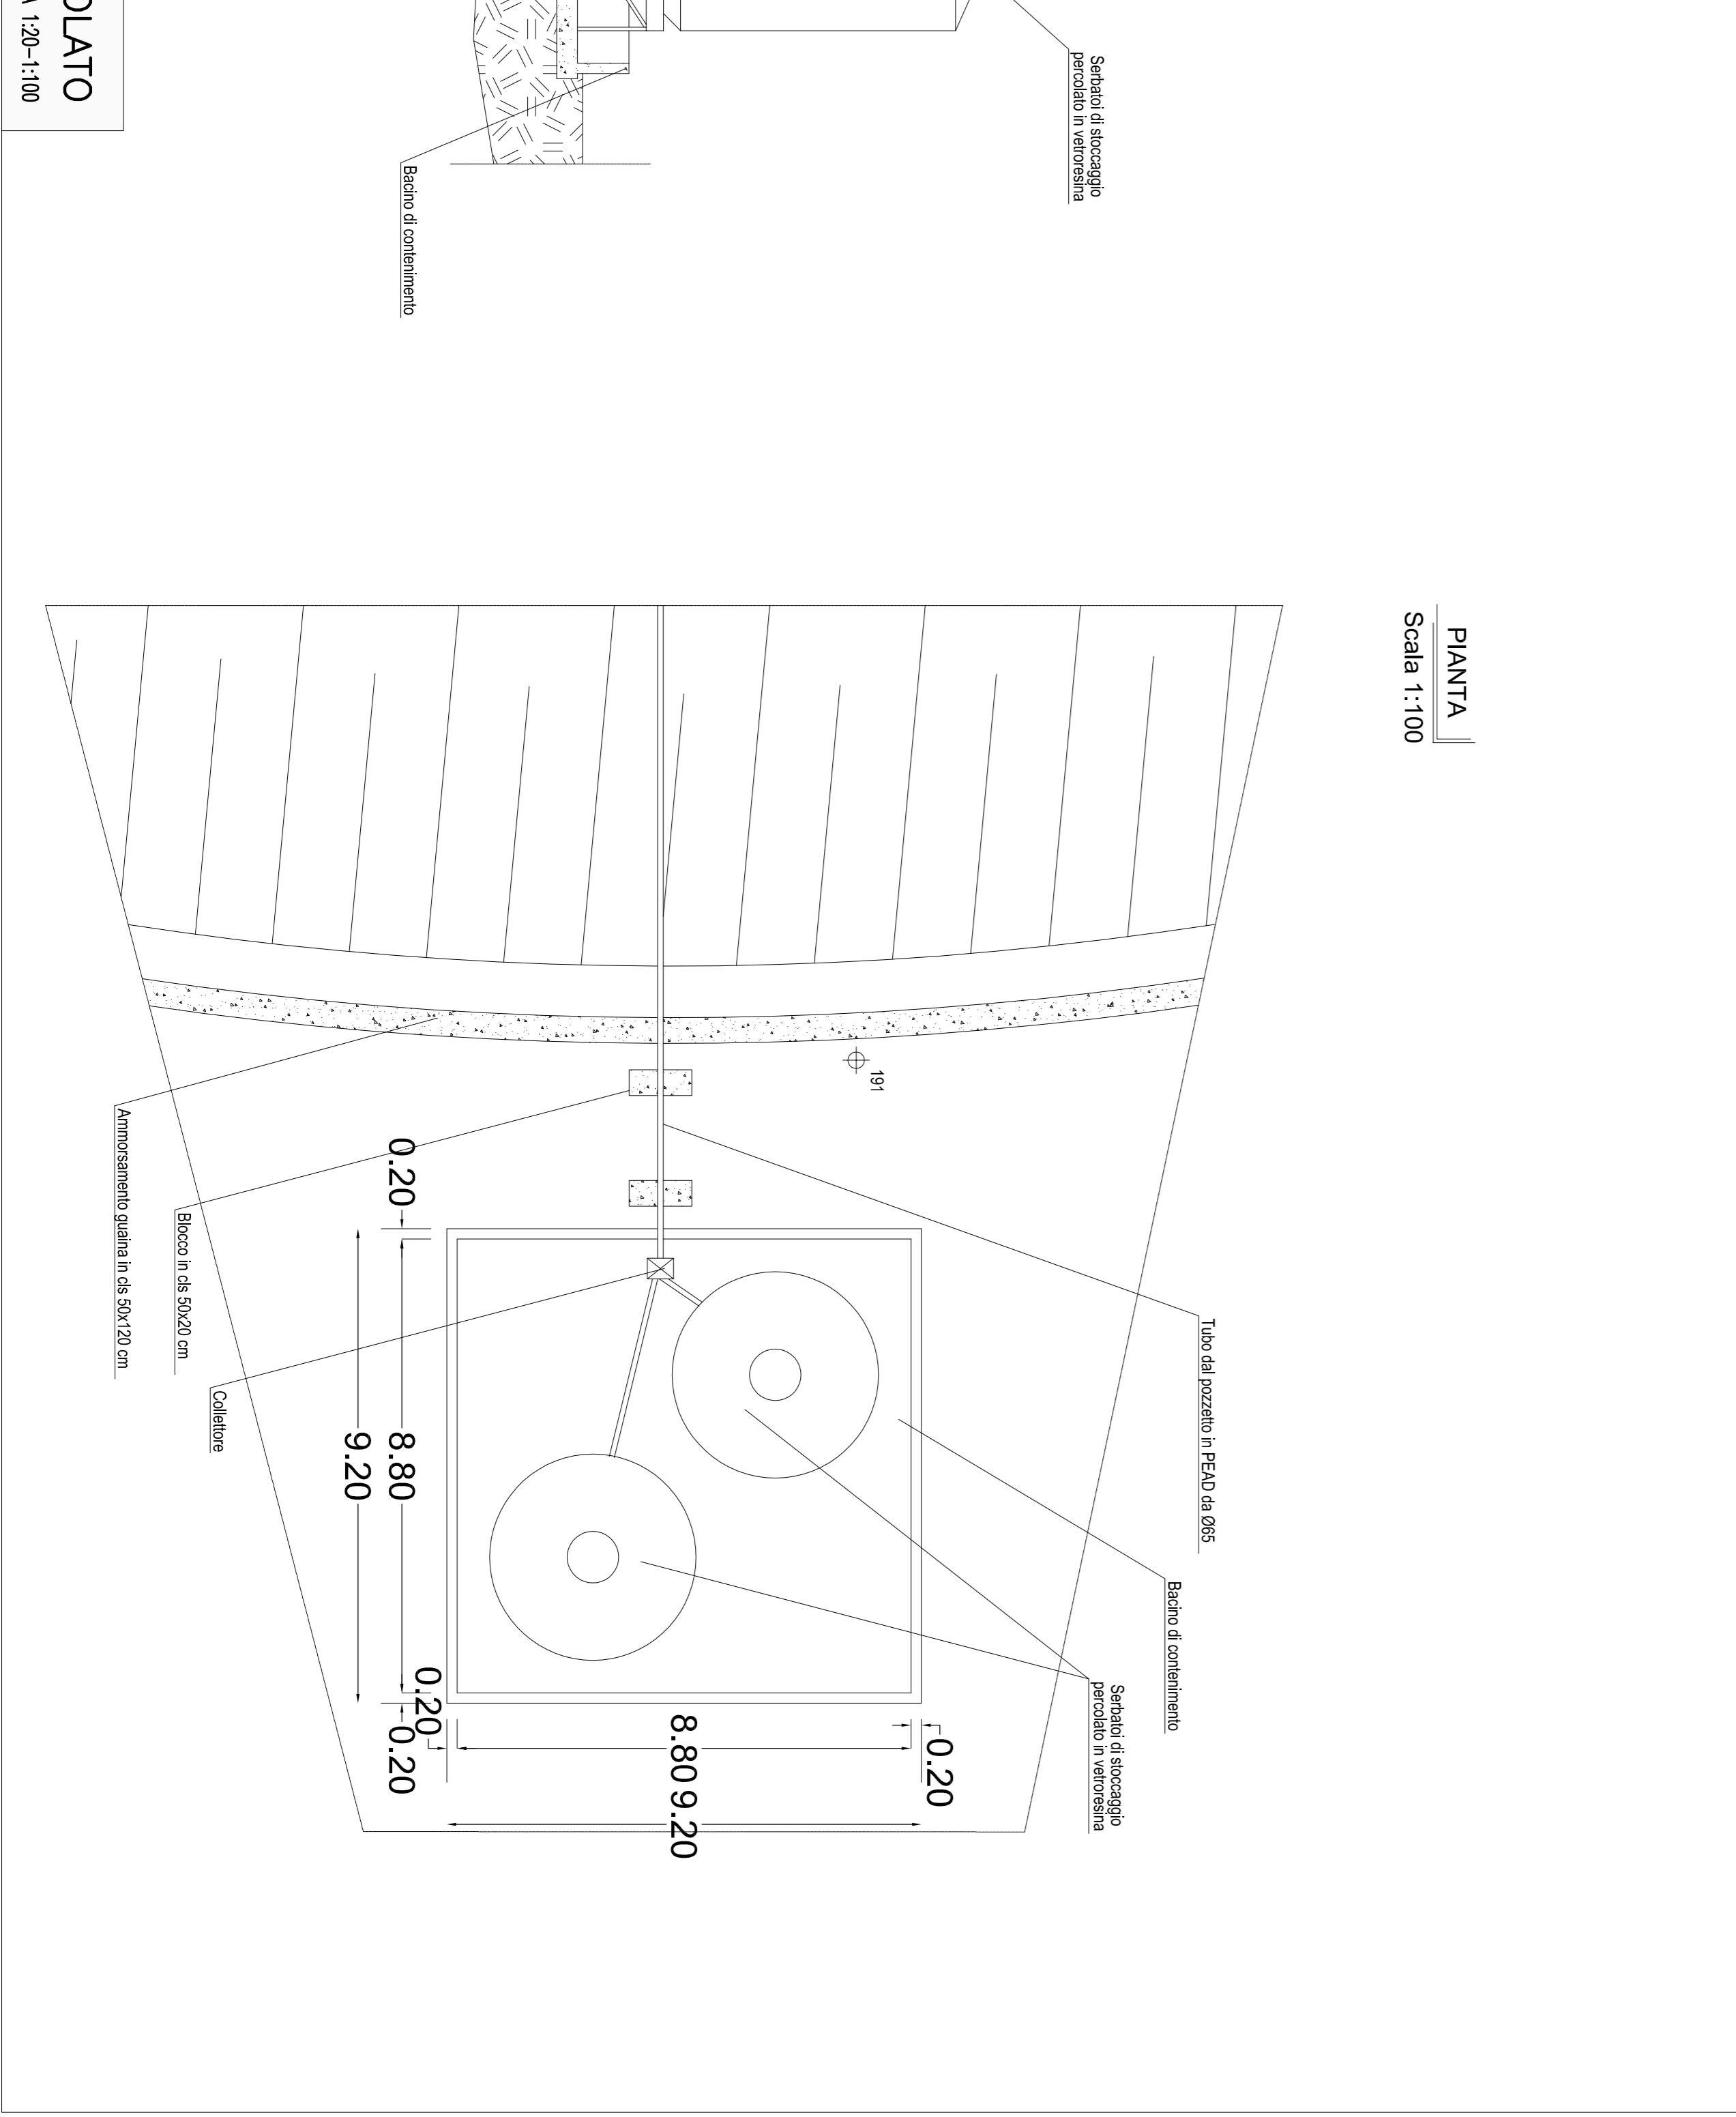 PIANTA
Scala 1:100
Serbatoi di stoccaggio
percolato in vetroresina
Bacino di contenimento
OLATO
A 1:20-1:100
191
Tubo dal pozzetto in PEAD da Ø65
Bacino di contenimento
Serbatoi di stoccaggio
percolato in vetroresina
0.20
8.80
9.20
0.20
0.20
8.80
9.20
0.20
Collettore
Blocco in cls 50x20 cm
Ammorsamento guaina in cls 50x120 cm